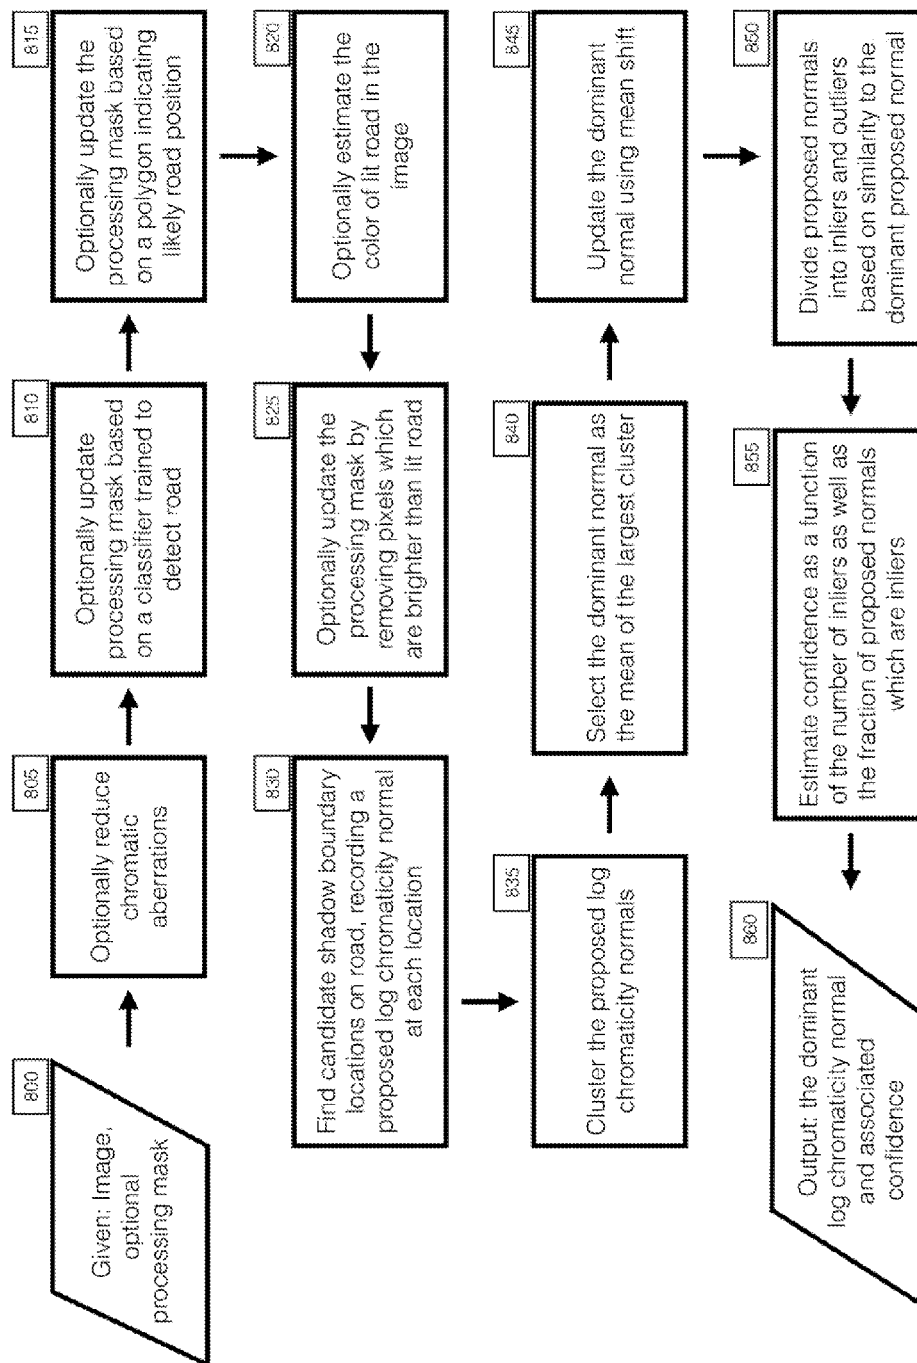 800
Given: Image,
optional
processing mask
805
Optionally reduce
chromatic
aberrations
810
Optionally update
processing mask based
on a classifier trained to
detect road
815
Optionally update the
processing mask based
on a polygon indicating
likely road position
820
Optionally estimate the
color of lit road in the
image
825
Optionally update the
processing mask by
removing pixels which
are brighter than lit road
830
Find candidate shadow boundary
locations on road, recording a
proposed log chromaticity normal
at each location
835
Cluster the proposed log
chromaticity normals
840
Select the dominant normal as
the mean of the largest cluster
845
Update the dominant
normal using mean shift
850
Divide proposed normals
into inliers and outliers
based on similarity to the
dominant proposed normal
855
Estimate confidence as a function
of the number of inliers as well as
the fraction of proposed normals
which are inliers
860
Output: the dominant
log chromaticity normal
and associated
confidence